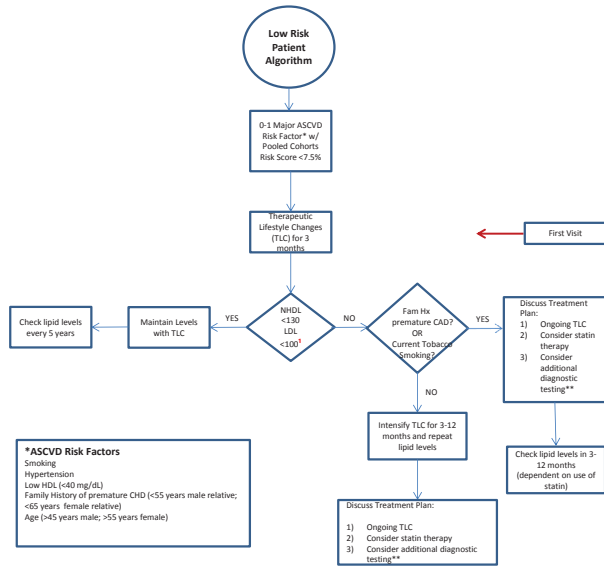 Low Risk
Patient
Algorithm
0-1 Major ASCVD
Risk Factor* w/
Pooled Cohorts
Risk Score <7.5%
Therapeutic
Lifestyle Changes
(TLC) for 3
months
First Visit
NHDL
<130
LDL
<100¹
YES
Maintain Levels
with TLC
Check lipid levels
every 5 years
NO
Fam Hx
premature CAD?
OR
Current Tobacco
Smoking?
YES
Discuss Treatment
Plan:
1) Ongoing TLC
2) Consider statin
therapy
3) Consider
additional
diagnostic
testing**
NO
Intensify TLC for 3-12
months and repeat
lipid levels
Check lipid levels in 3-
12 months
(dependent on use of
statin)
*ASCVD Risk Factors
Smoking
Hypertension
Low HDL (<40 mg/dL)
Family History of premature CHD (<55 years male relative;
<65 years female relative)
Age (>45 years male; >55 years female)
Discuss Treatment Plan:
1) Ongoing TLC
2) Consider statin therapy
3) Consider additional diagnostic
testing**